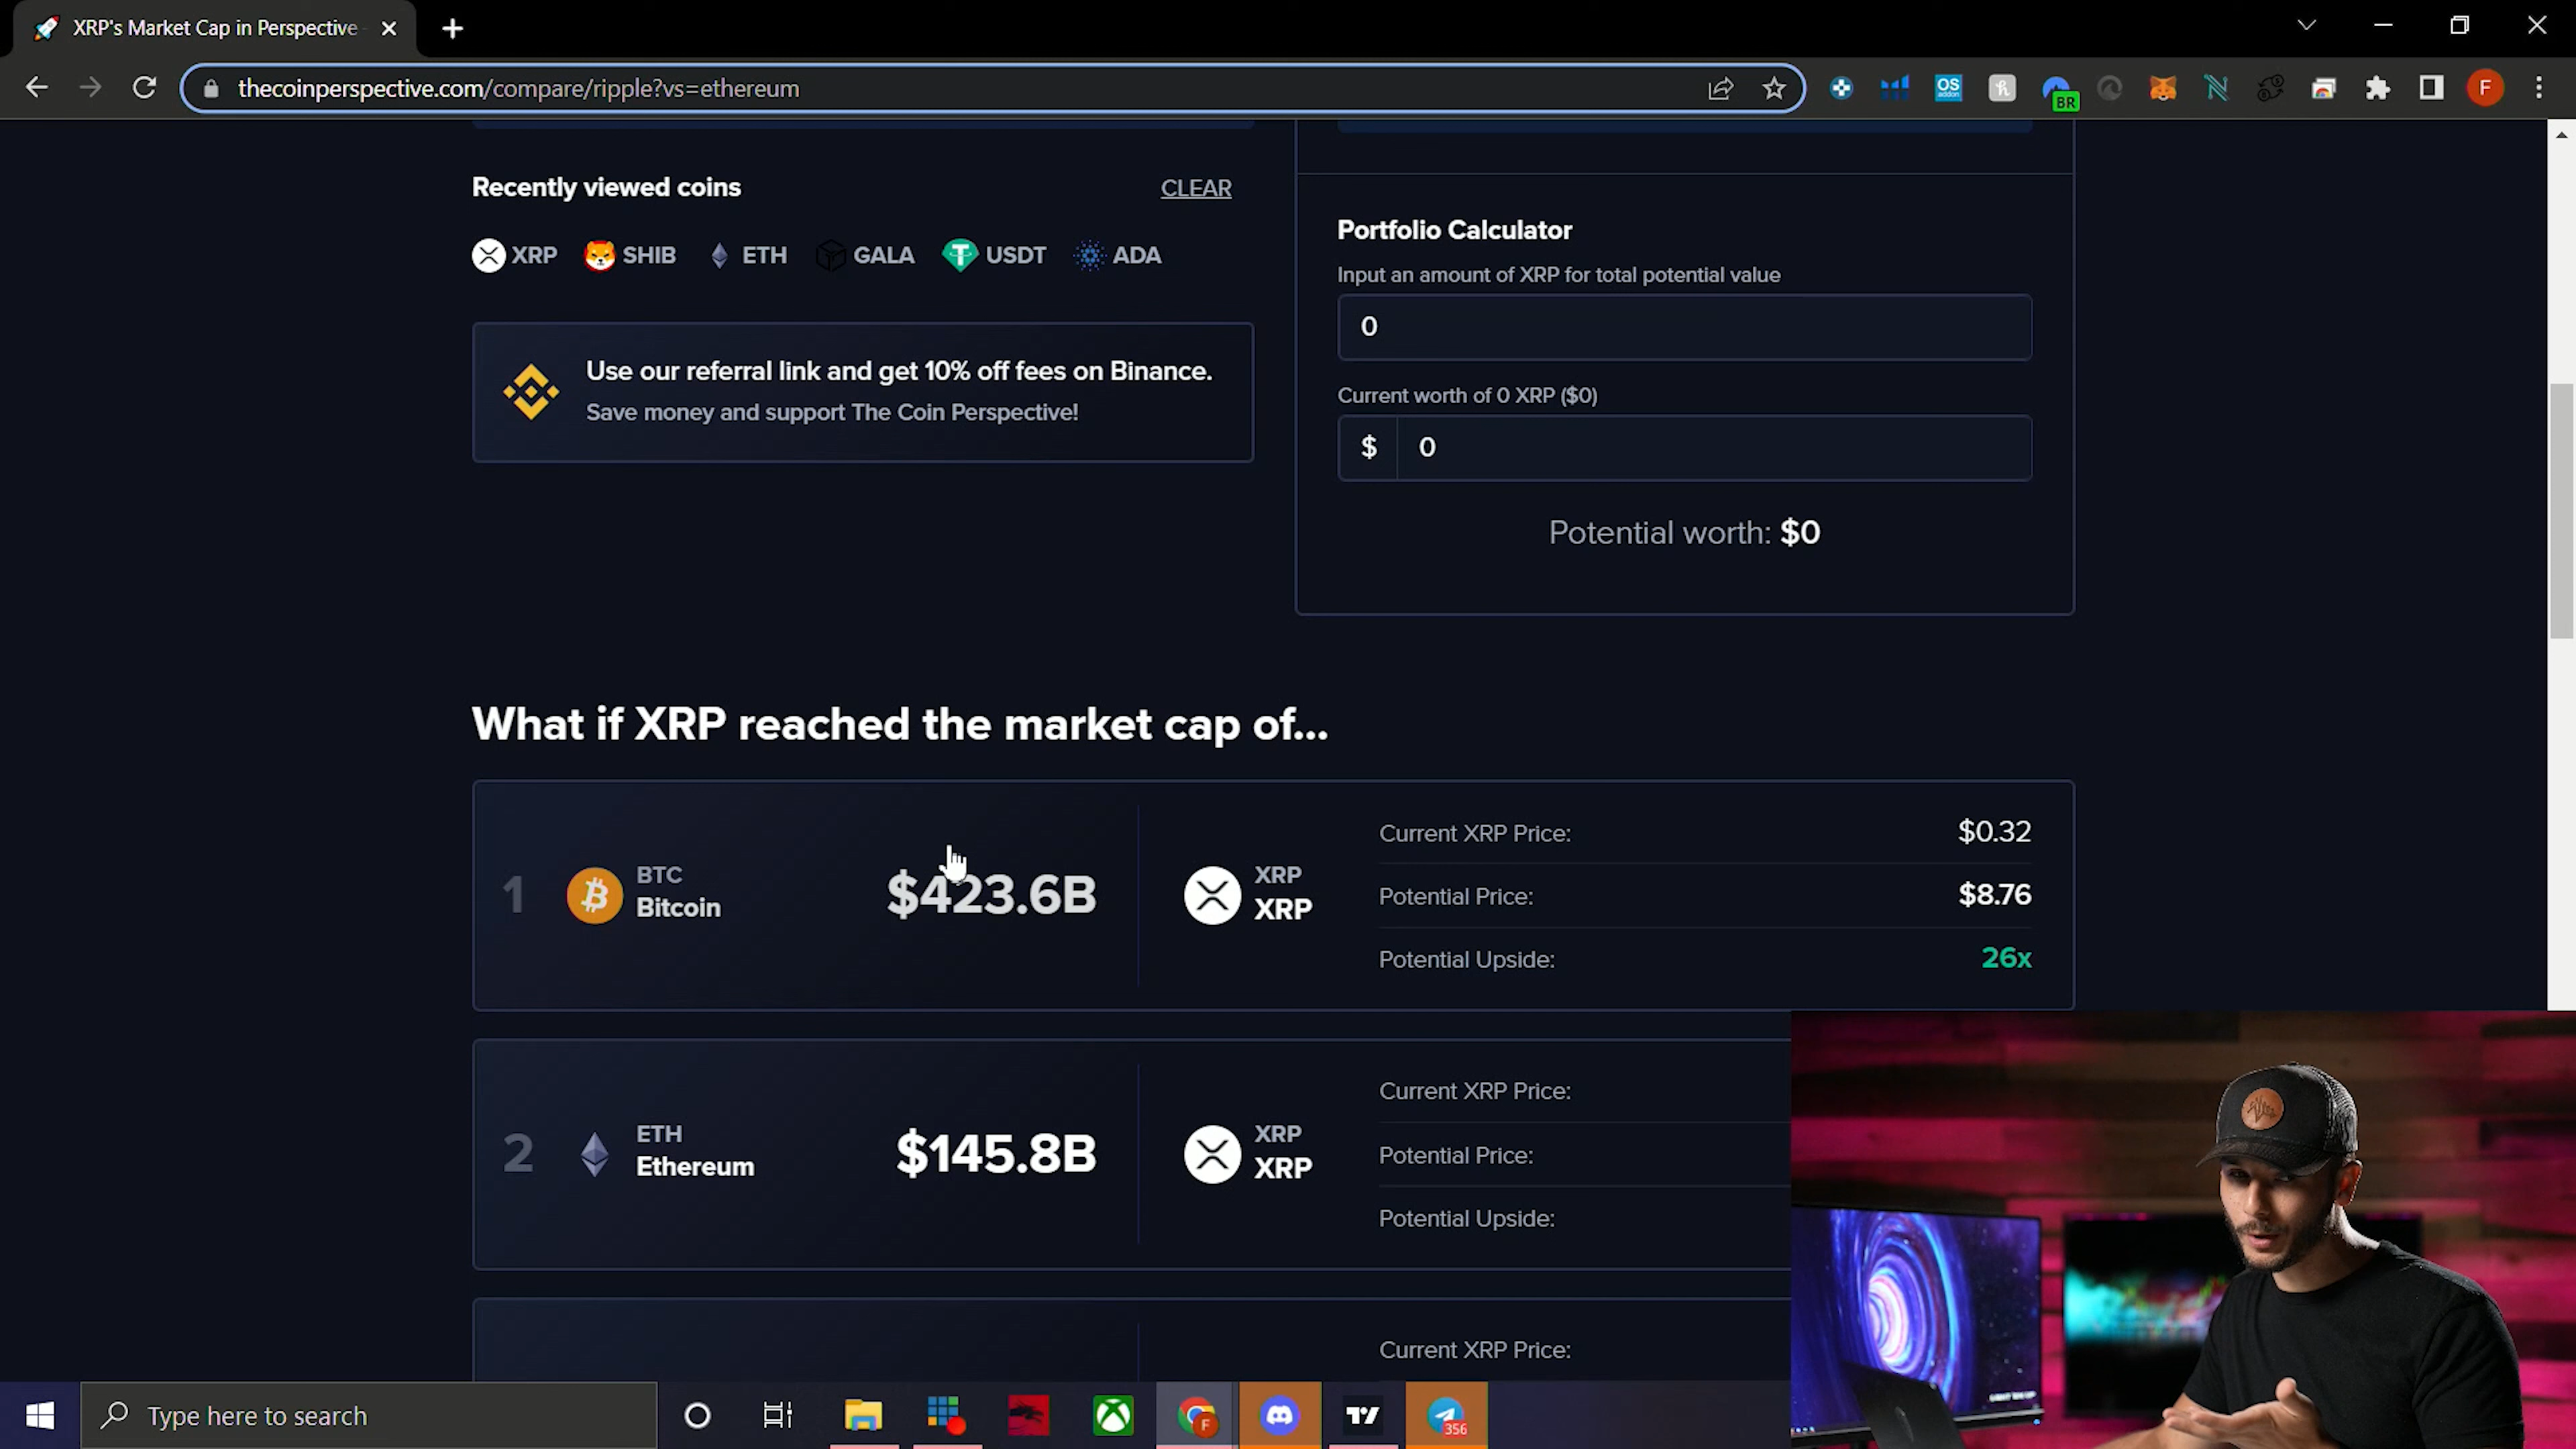 XRP's Market Cap in Perspective
thecoinperspective.com/compare/ripple?vs=ethereum
OS
addon
BR
F
Recently viewed coins
CLEAR
XRP
SHIB
ETH
GALA
USDT
ADA
Use our referral link and get 10% off fees on Binance.
Save money and support The Coin Perspective!
Portfolio Calculator
Input an amount of XRP for total potential value
0
Current worth of 0 XRP ($0)
$ 0
Potential worth: $0
What if XRP reached the market cap of...
1
BTC
Bitcoin
$423.6B
XRP
XRP
Current XRP Price: $0.32
Potential Price: $8.76
Potential Upside: 26x
2
ETH
Ethereum
$145.8B
XRP
XRP
Current XRP Price:
Potential Price:
Potential Upside:
Current XRP Price:
Type here to search
F
356